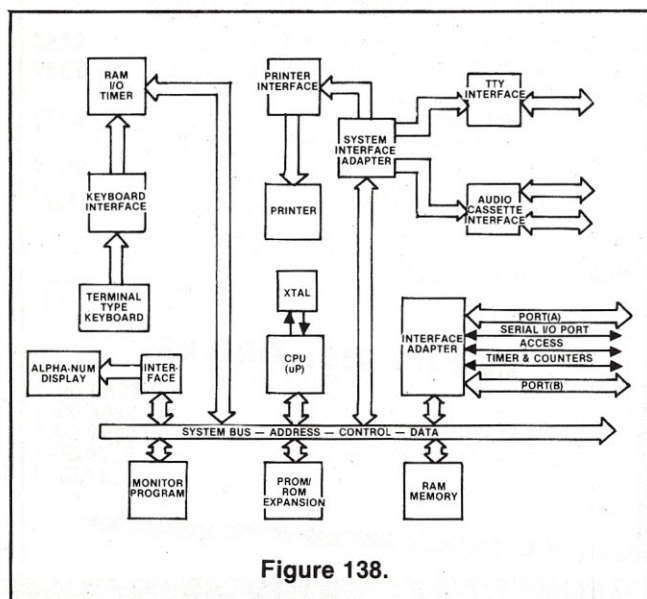 RAM
I/O
TIMER
PRINTER
INTERFACE
TTY
INTERFACE
SYSTEM
INTERFACE
ADAPTER
KEYBOARD
INTERFACE
PRINTER
AUDIO
CASSETTE
INTERFACE
TERMINAL
TYPE
KEYBOARD
XTAL
ALPHA-NUM
DISPLAY
INTER-
FACE
CPU
(uP)
INTERFACE
ADAPTER
PORT(A)
SERIAL I/O PORT
ACCESS
TIMER & COUNTERS
PORT(B)
SYSTEM BUS — ADDRESS — CONTROL — DATA
MONITOR
PROGRAM
PROM/
ROM
EXPANSION
RAM
MEMORY
Figure 138.